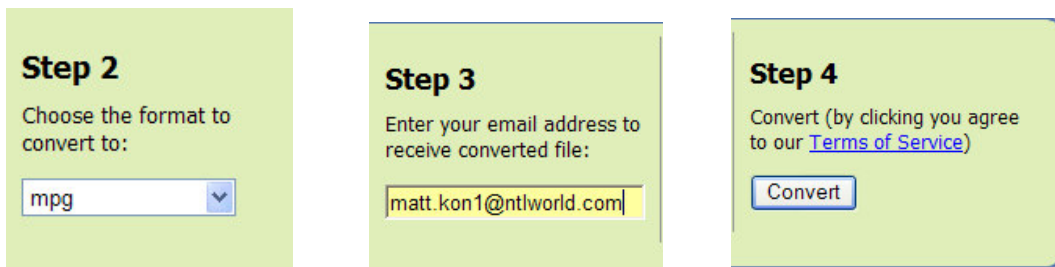 Step 2
Choose the format to
convert to:
mpg
Step 3
Enter your email address to
receive converted file:
matt.kon1@ntlworld.com
Step 4
Convert (by clicking you agree
to our Terms of Service)
Convert